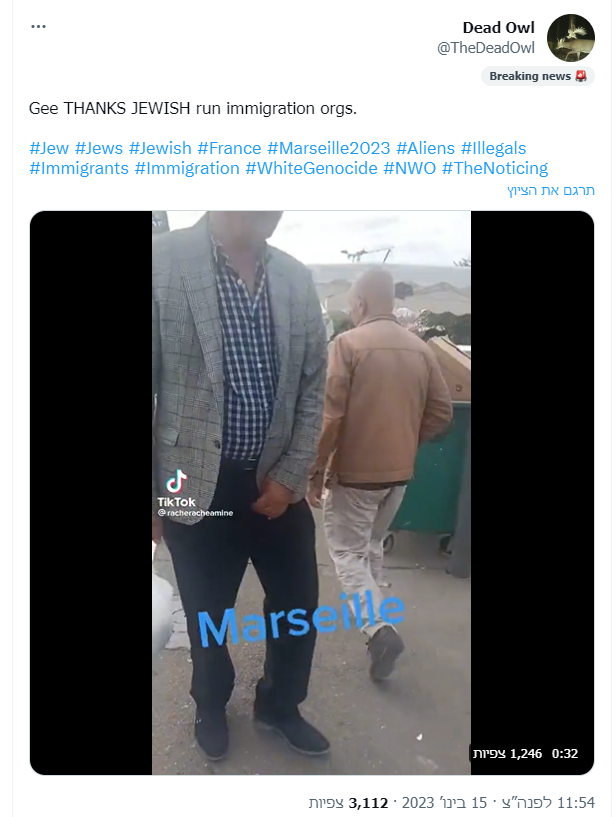 Dead Owl
@TheDeadOwl
Breaking news 🚨
Gee THANKS JEWISH run immigration orgs.
#Jew #Jews #Jewish #France #Marseille2023 #Aliens #Illegals
#Immigrants #Immigration #WhiteGenocide #NWO #TheNoticing
תרגם את הציוץ
TikTok
@racheracheamine
Marseille
1,246 צפיות 0:32
11:54 לפנה"צ · 15 בינו' 2023 · 3,112 צפיות